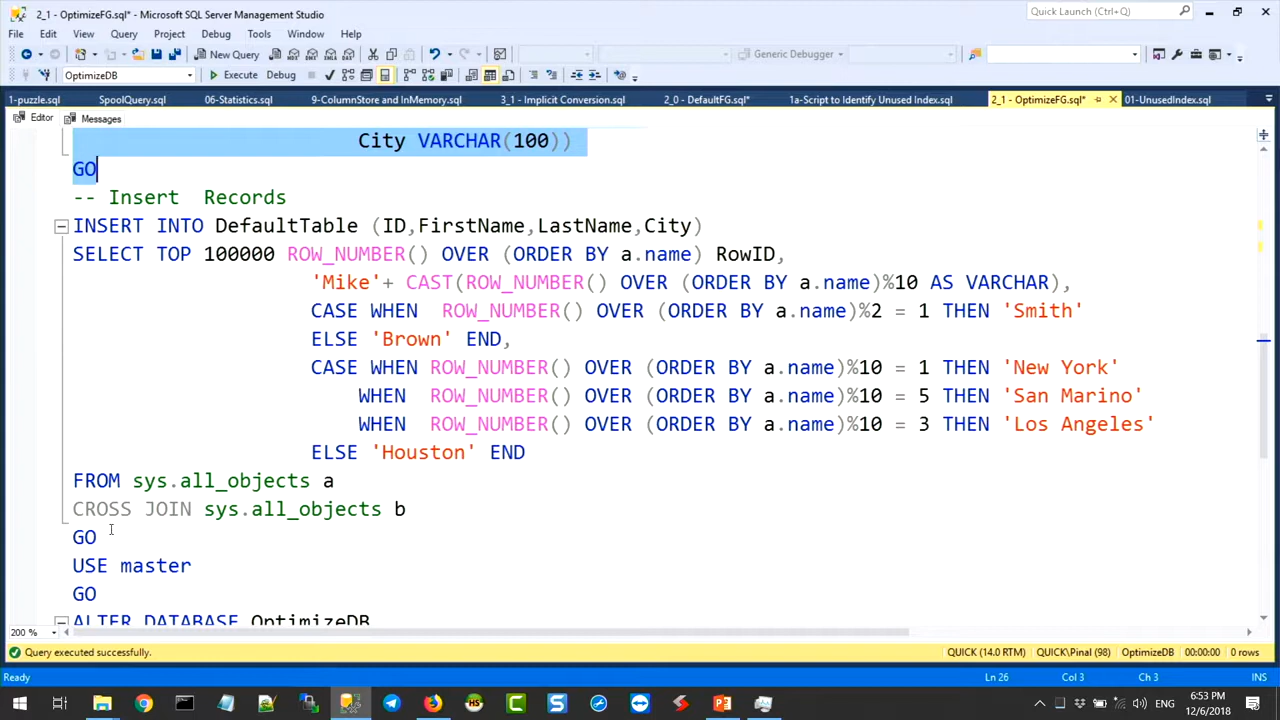 2_1 - OptimizeFG.sql* - Microsoft SQL Server Management Studio
Quick Launch (Ctrl+Q)
File Edit View Query Project Debug Tools Window Help
New Query
Generic Debugger
OptimizeDB
Execute Debug
1-puzzle.sql SpoolQuery.sql 06-Statistics.sql 9-ColumnStore and InMemory.sql 3_1 - Implicit Conversion.sql 2_0 - DefaultFG.sql* 1a-Script to Identify Unused Index.sql 2_1 - OptimizeFG.sql* 01-UnusedIndex.sql
Editor Messages
City VARCHAR(100))
GO
-- Insert  Records
INSERT INTO DefaultTable (ID,FirstName,LastName,City)
SELECT TOP 100000 ROW_NUMBER() OVER (ORDER BY a.name) RowID,
'Mike'+ CAST(ROW_NUMBER() OVER (ORDER BY a.name)%10 AS VARCHAR),
CASE WHEN  ROW_NUMBER() OVER (ORDER BY a.name)%2 = 1 THEN 'Smith'
ELSE 'Brown' END,
CASE WHEN ROW_NUMBER() OVER (ORDER BY a.name)%10 = 1 THEN 'New York'
WHEN  ROW_NUMBER() OVER (ORDER BY a.name)%10 = 5 THEN 'San Marino'
WHEN  ROW_NUMBER() OVER (ORDER BY a.name)%10 = 3 THEN 'Los Angeles'
ELSE 'Houston' END
FROM sys.all_objects a
CROSS JOIN sys.all_objects b
GO
USE master
GO
ALTER DATABASE OptimizeDB
200 %
Query executed successfully. QUICK (14.0 RTM) QUICK\Pinal (98) OptimizeDB 00:00:00 0 rows
Ready Ln 26 Col 3 Ch 3 INS
ENG 6:53 PM
12/6/2018